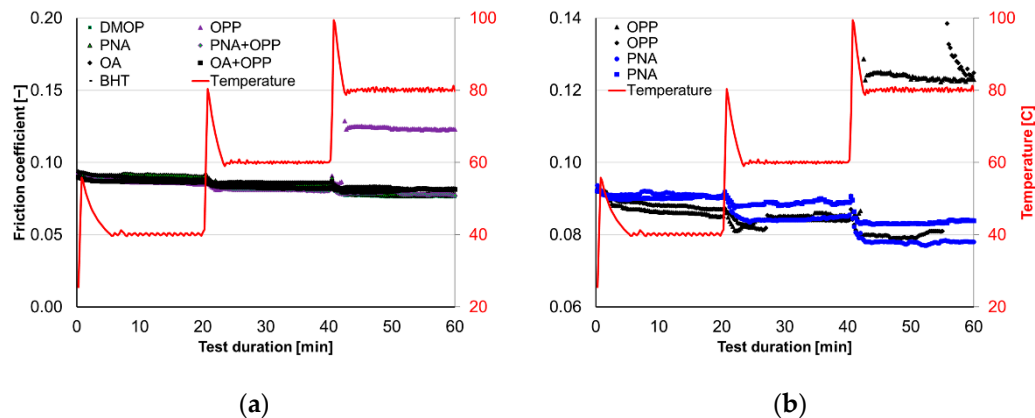 0.20
0.15
0.10
0.05
0.00
Friction coefficient [–]
DMOP
OPP
PNA
PNA+OPP
OA
OA+OPP
BHT
Temperature
100
80
60
40
20
0
10
20
30
40
50
60
Test duration [min]
(a)
0.14
0.12
0.10
0.08
0.06
OPP
OPP
PNA
PNA
Temperature
100
80
60
40
20
Temperature [C]
0
10
20
30
40
50
60
Test duration [min]
(b)